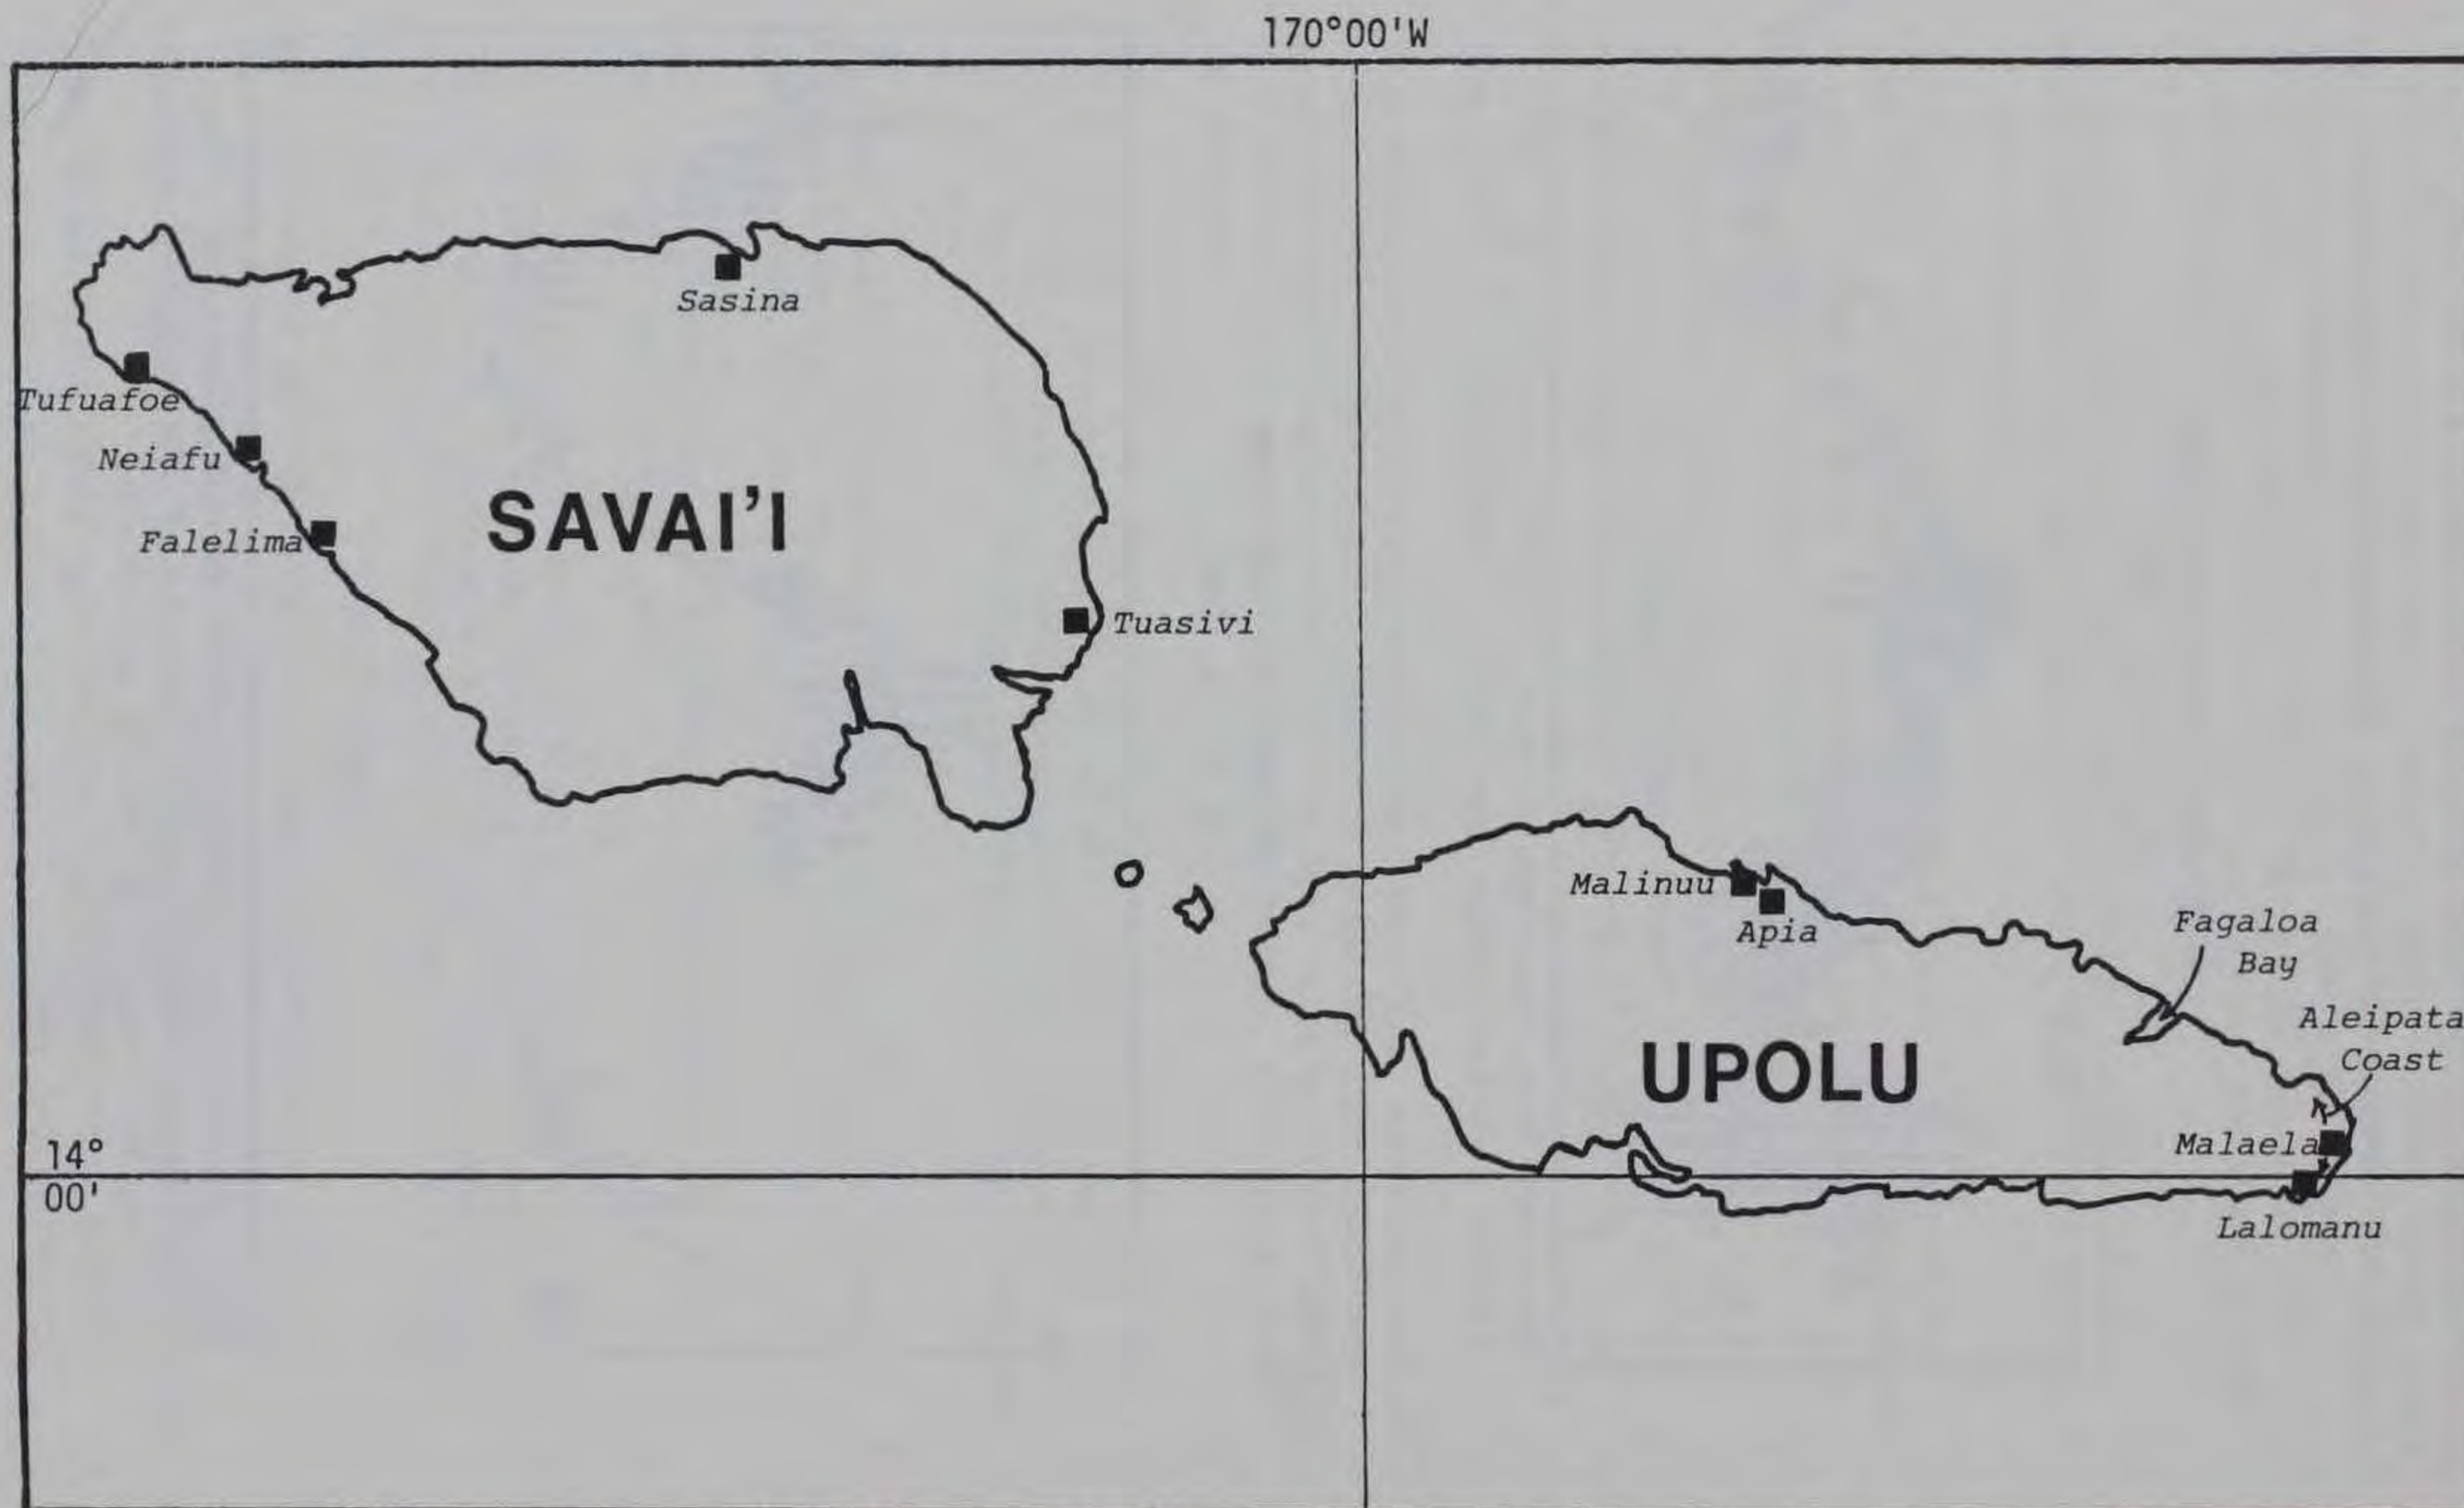 170°00'W
Sasina
Tufuafoe
Neiafu
SAVAI'I
Falelima
Tuasivi
Malinuu
Apia
Fagaloa
Bay
Aleipata
Coast
UPOLU
14°
00'
Malaela
Lalomanu